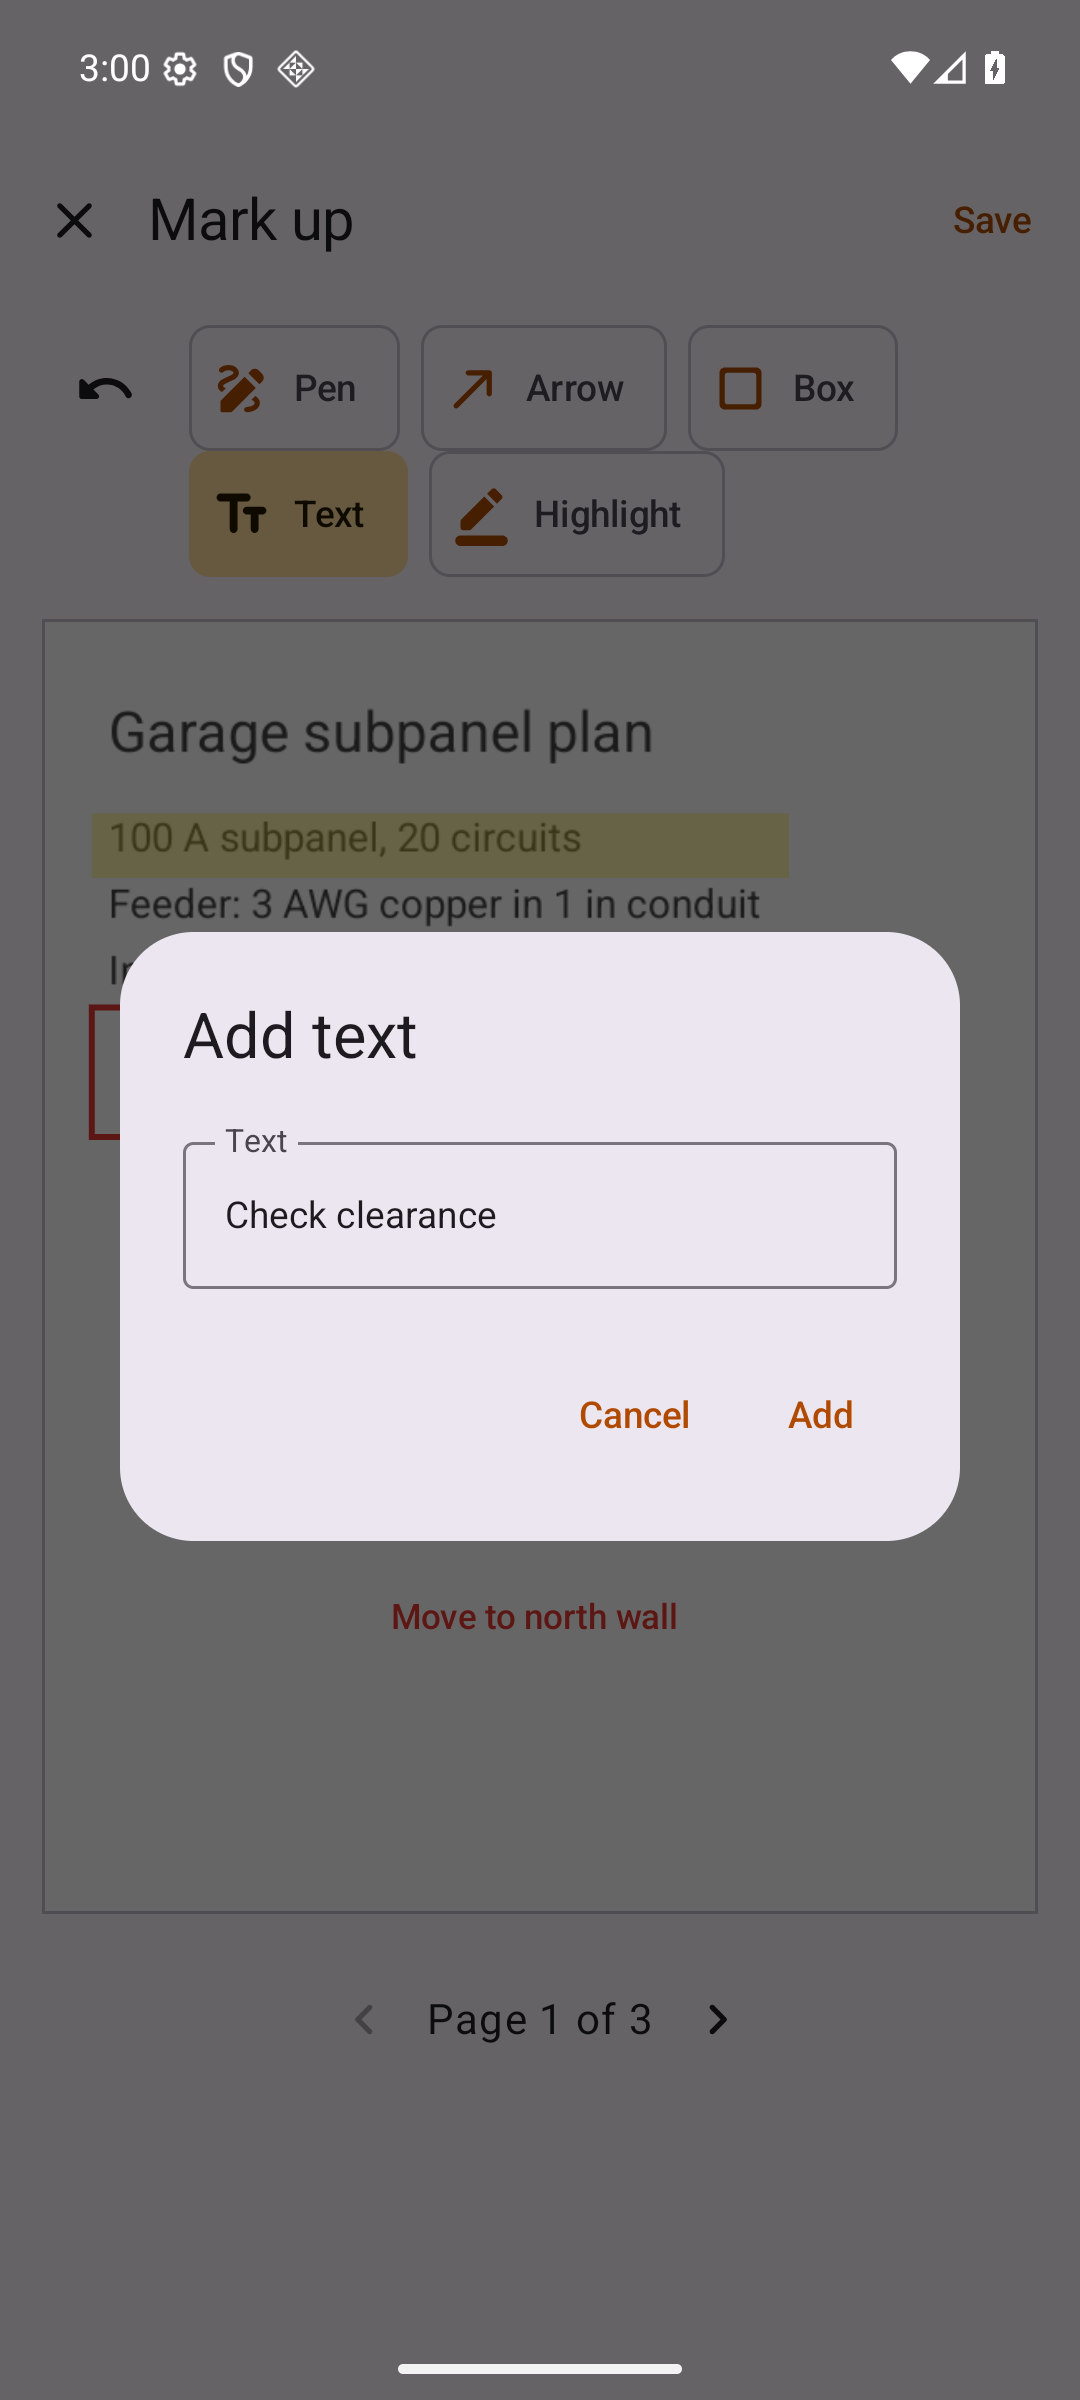 3:00
Mark up
Save
Pen
Arrow
Box
Text
Highlight
Garage subpanel plan
100 A subpanel, 20 circuits
Feeder: 3 AWG copper in 1 in conduit
Add text
Text
Check clearance
Cancel
Add
Move to north wall
Page 1 of 3